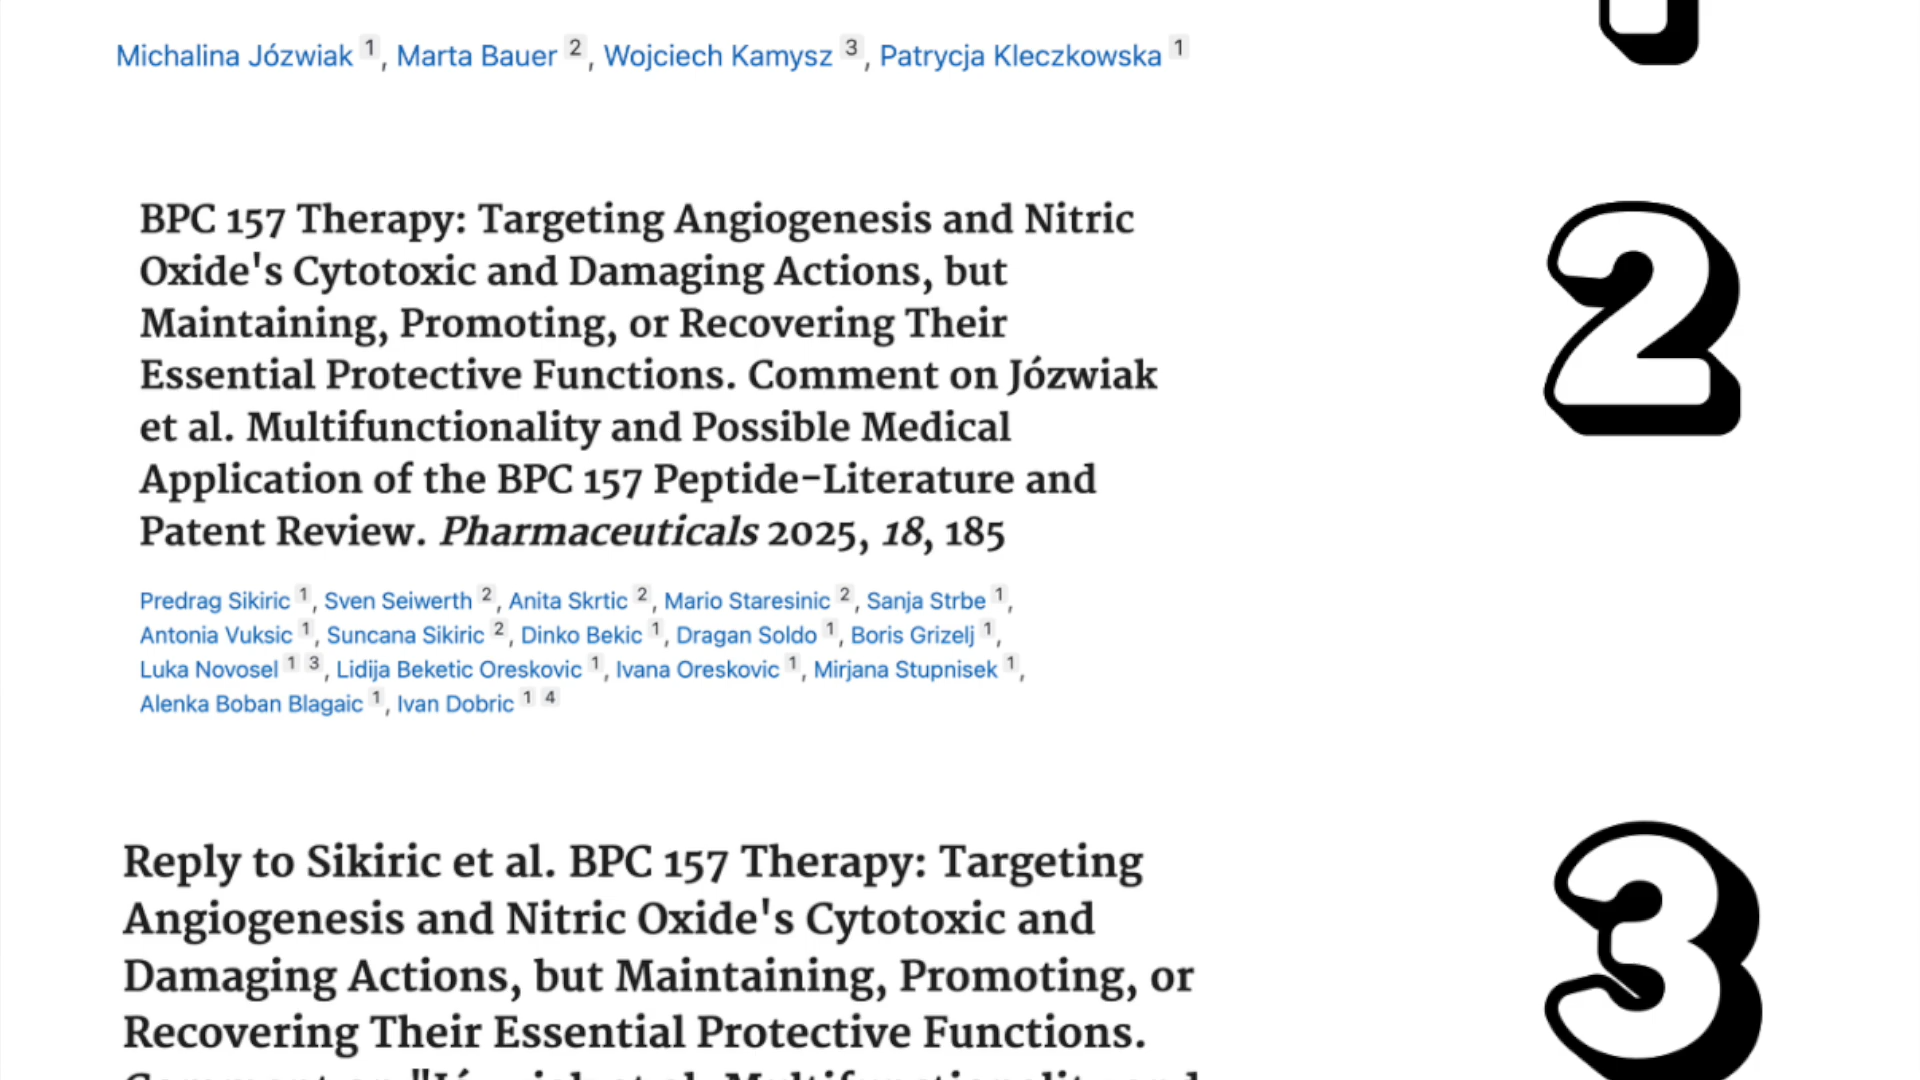 Michalina Józwiak 1, Marta Bauer 2, Wojciech Kamysz 3, Patrycja Kleczkowska 1
BPC 157 Therapy: Targeting Angiogenesis and Nitric
Oxide's Cytotoxic and Damaging Actions, but
Maintaining, Promoting, or Recovering Their
Essential Protective Functions. Comment on Józwiak
et al. Multifunctionality and Possible Medical
Application of the BPC 157 Peptide-Literature and
Patent Review. Pharmaceuticals 2025, 18, 185
2
Predrag Sikiric 1, Sven Seiwerth 2, Anita Skrtic 2, Mario Staresinic 2, Sanja Strbe 1,
Antonia Vuksic 1, Suncana Sikiric 2, Dinko Bekic 1, Dragan Soldo 1, Boris Grizelj 1,
Luka Novosel 1 3, Lidija Beketic Oreskovic 1, Ivana Oreskovic 1, Mirjana Stupnisek 1,
Alenka Boban Blagaic 1, Ivan Dobric 1 4
Reply to Sikiric et al. BPC 157 Therapy: Targeting
Angiogenesis and Nitric Oxide's Cytotoxic and
Damaging Actions, but Maintaining, Promoting, or
Recovering Their Essential Protective Functions.
3